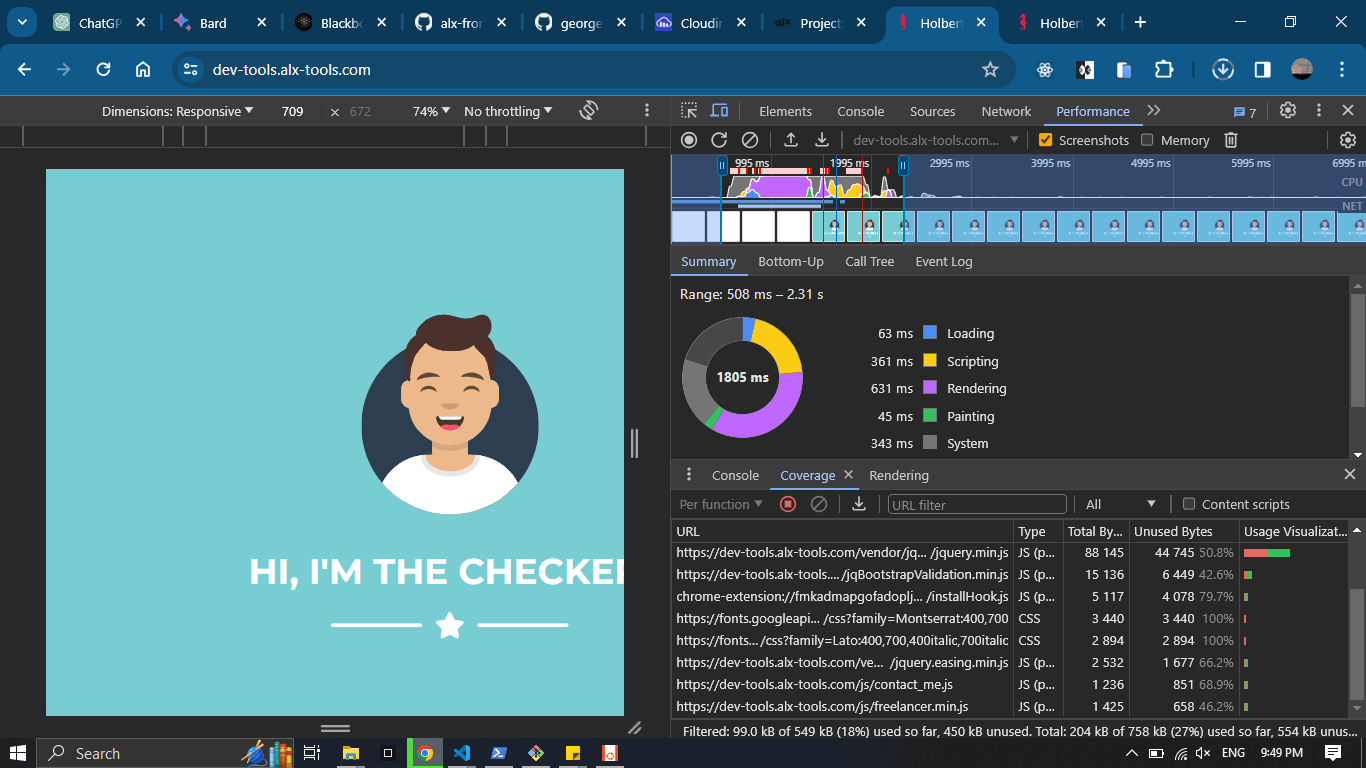 ChatGP
Bard
Blackb
alx-fron
george
Cloudin
Project:
Holbert
Holbert
dev-tools.alx-tools.com
Dimensions: Responsive
709 × 672
74%
No throttling
Elements
Console
Sources
Network
Performance
7
dev-tools.alx-tools.com...
Screenshots
Memory
995 ms
1995 ms
2995 ms
3995 ms
4995 ms
5995 ms
6995 ms
CPU
NET
Summary
Bottom-Up
Call Tree
Event Log
Range: 508 ms – 2.31 s
1805 ms
63 ms Loading
361 ms Scripting
631 ms Rendering
45 ms Painting
343 ms System
HI, I'M THE CHECKER
Console
Coverage
Rendering
Per function
URL filter
All
Content scripts
URL Type Total By... Unused Bytes Usage Visualizat...
https://dev-tools.alx-tools.com/vendor/jq... /jquery.min.js JS (p... 88 145 44 745 50.8%
https://dev-tools.alx-tools.... /jqBootstrapValidation.min.js JS (p... 15 136 6 449 42.6%
chrome-extension://fmkadmapgofadoplj... /installHook.js JS (p... 5 117 4 078 79.7%
https://fonts.googleapi... /css?family=Montserrat:400,700 CSS 3 440 3 440 100%
https://fonts... /css?family=Lato:400,700,400italic,700italic CSS 2 894 2 894 100%
https://dev-tools.alx-tools.com/ve... /jquery.easing.min.js JS (p... 2 532 1 677 66.2%
https://dev-tools.alx-tools.com/js/contact_me.js JS (p... 1 236 851 68.9%
https://dev-tools.alx-tools.com/js/freelancer.min.js JS (p... 1 425 658 46.2%
Filtered: 99.0 kB of 549 kB (18%) used so far, 450 kB unused. Total: 204 kB of 758 kB (27%) used so far, 554 kB unus...
Search
ENG
9:49 PM